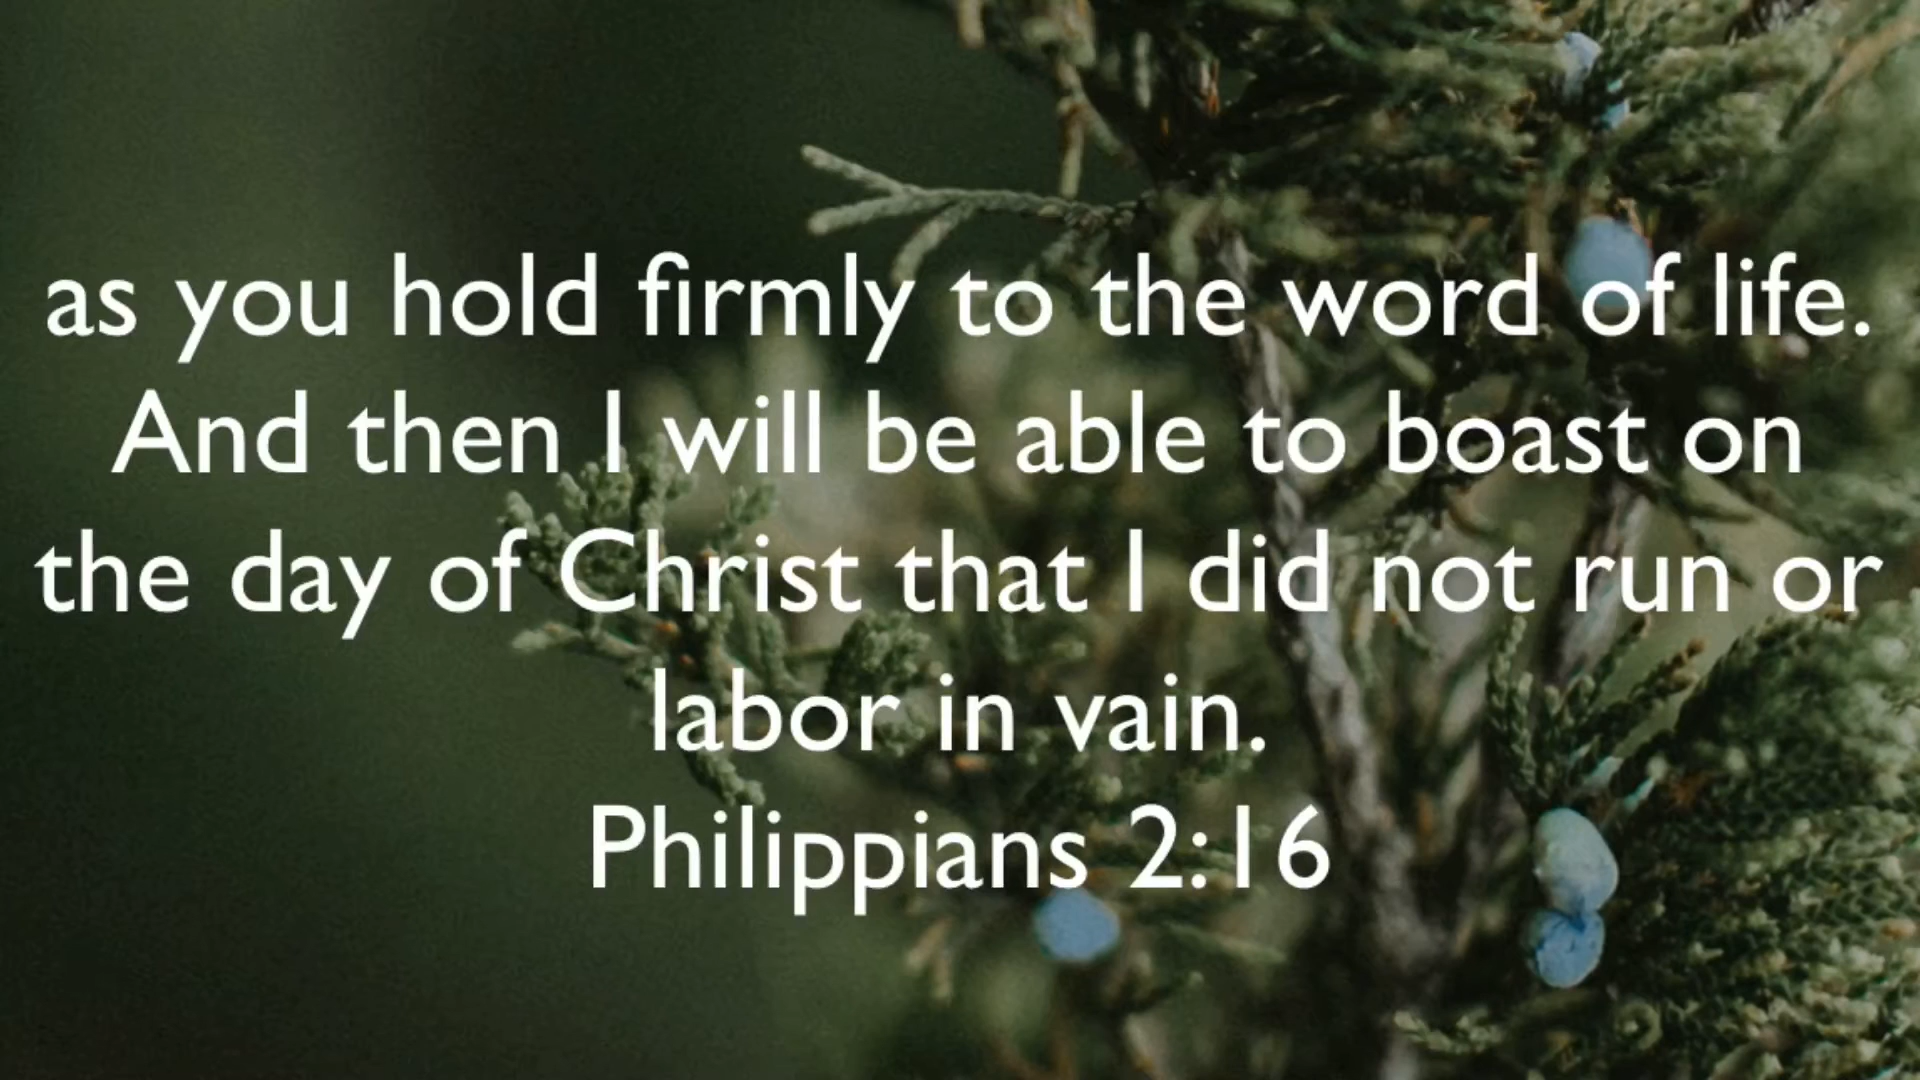 as you hold firmly to the word of life.
And then I will be able to boast on
the day of Christ that I did not run or
labor in vain.
Philippians 2:16